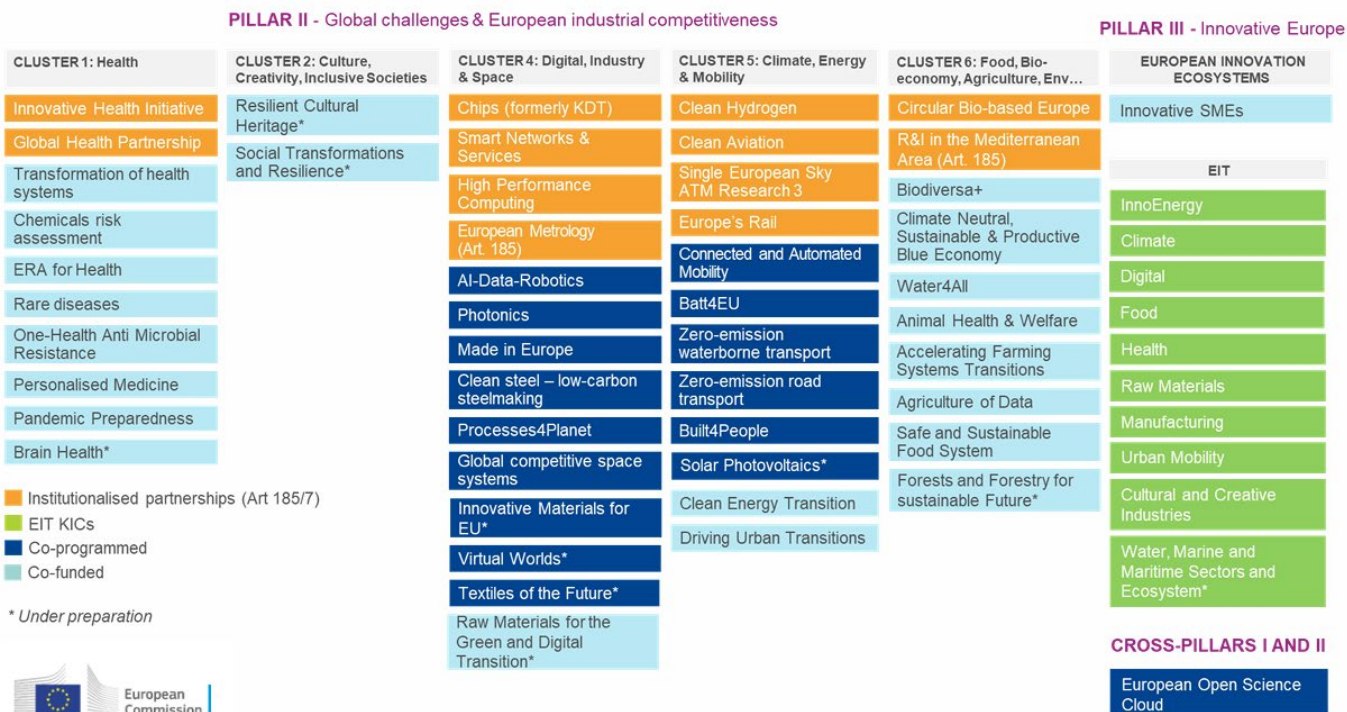 PILLAR II - Global challenges & European industrial competitiveness
PILLAR III - Innovative Europe
CLUSTER 1: Health
Innovative Health Initiative
Global Health Partnership
Transformation of health
systems
Chemicals risk
assessment
ERA for Health
Rare diseases
One-Health Anti Microbial
Resistance
Personalised Medicine
Pandemic Preparedness
Brain Health*
CLUSTER 2: Culture,
Creativity, Inclusive Societies
Resilient Cultural
Heritage*
Social Transformations
and Resilience*
CLUSTER 4: Digital, Industry
& Space
Chips (formerly KDT)
Smart Networks &
Services
High Performance
Computing
European Metrology
(Art. 185)
AI-Data-Robotics
Photonics
Made in Europe
Clean steel – low-carbon
steelmaking
Processes4Planet
Global competitive space
systems
Innovative Materials for
EU*
Virtual Worlds*
Textiles of the Future*
Raw Materials for the
Green and Digital
Transition*
CLUSTER 5: Climate, Energy
& Mobility
Clean Hydrogen
Clean Aviation
Single European Sky
ATM Research 3
Europe's Rail
Connected and Automated
Mobility
Batt4EU
Zero-emission
waterborne transport
Zero-emission road
transport
Built4People
Solar Photovoltaics*
Clean Energy Transition
Driving Urban Transitions
CLUSTER 6: Food, Bio-
economy, Agriculture, Env…
Circular Bio-based Europe
R&I in the Mediterranean
Area (Art. 185)
Biodiversa+
Climate Neutral,
Sustainable & Productive
Blue Economy
Water4All
Animal Health & Welfare
Accelerating Farming
Systems Transitions
Agriculture of Data
Safe and Sustainable
Food System
Forests and Forestry for
sustainable Future*
EUROPEAN INNOVATION
ECOSYSTEMS
Innovative SMEs
EIT
InnoEnergy
Climate
Digital
Food
Health
Raw Materials
Manufacturing
Urban Mobility
Cultural and Creative
Industries
Water, Marine and
Maritime Sectors and
Ecosystem*
CROSS-PILLARS I AND II
European Open Science
Cloud
Institutionalised partnerships (Art 185/7)
EIT KICs
Co-programmed
Co-funded
* Under preparation
European
Commission